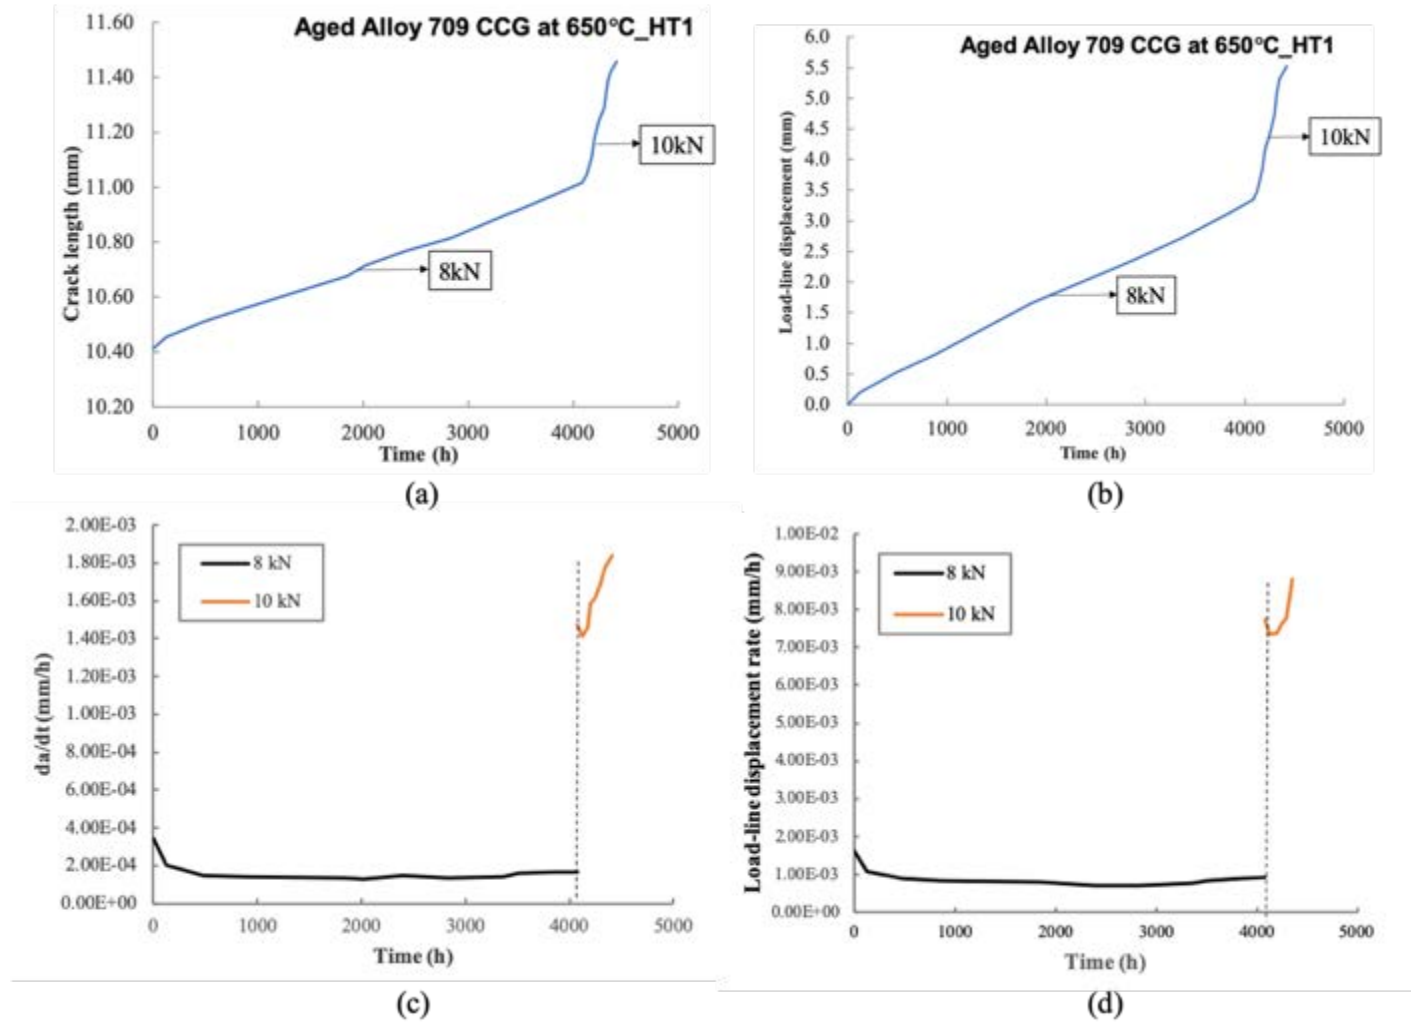 Aged Alloy 709 CCG at 650°C_HT1
11.60
11.40
11.20
11.00
10.80
10.60
10.40
10.20
Crack length (mm)
10kN
8kN
0 1000 2000 3000 4000 5000
Time (h)
(a)
Aged Alloy 709 CCG at 650°C_HT1
6.0
5.5
5.0
4.5
4.0
3.5
3.0
2.5
2.0
1.5
1.0
0.5
0.0
Load-line displacement (mm)
10kN
8kN
0 1000 2000 3000 4000 5000
Time (h)
(b)
2.00E-03
1.80E-03
1.60E-03
1.40E-03
1.20E-03
1.00E-03
8.00E-04
6.00E-04
4.00E-04
2.00E-04
0.00E+00
da/dt (mm/h)
8 kN
10 kN
0 1000 2000 3000 4000 5000
Time (h)
(c)
1.00E-02
9.00E-03
8.00E-03
7.00E-03
6.00E-03
5.00E-03
4.00E-03
3.00E-03
2.00E-03
1.00E-03
0.00E+00
Load-line displacement rate (mm/h)
8 kN
10 kN
0 1000 2000 3000 4000 5000
Time (h)
(d)